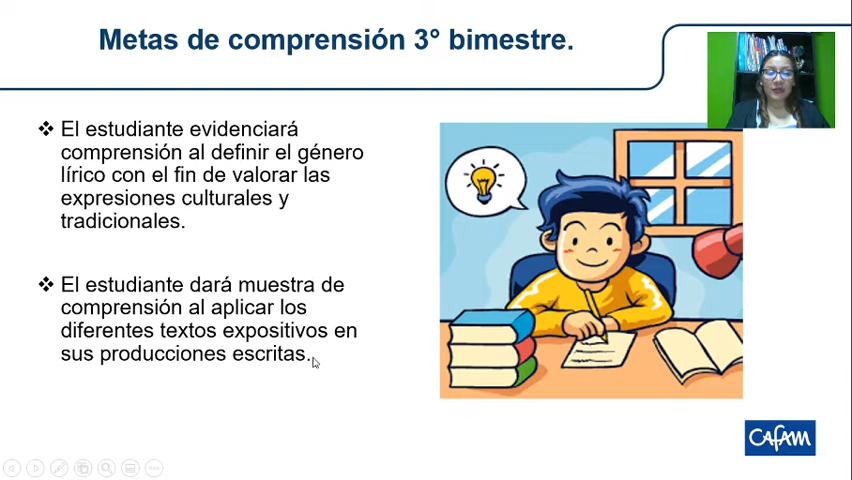 Metas de comprensión 3° bimestre.
❖ El estudiante evidenciará
comprensión al definir el género
lírico con el fin de valorar las
expresiones culturales y
tradicionales.
❖ El estudiante dará muestra de
comprensión al aplicar los
diferentes textos expositivos en
sus producciones escritas.
Cafam